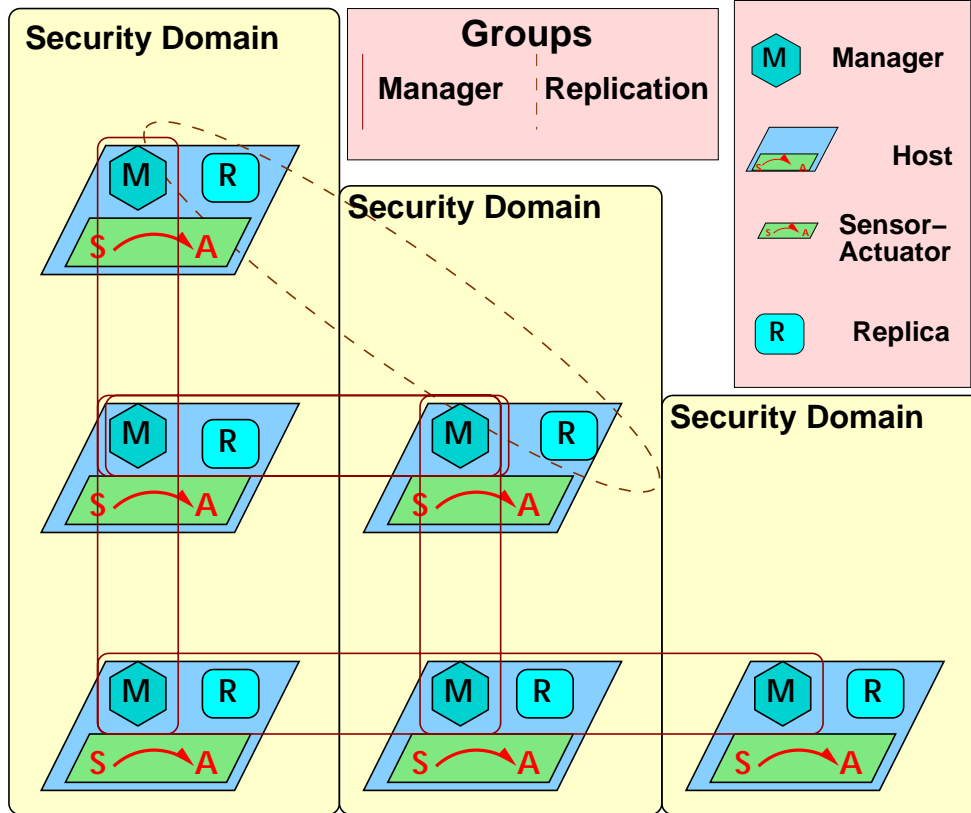 Security Domain
Groups
Manager Replication
M Manager
S A Host
S A Sensor–
Actuator
R Replica
M R
S A
Security Domain
M R
S A
M R
S A
Security Domain
M R
S A
M R
S A
M R
S A